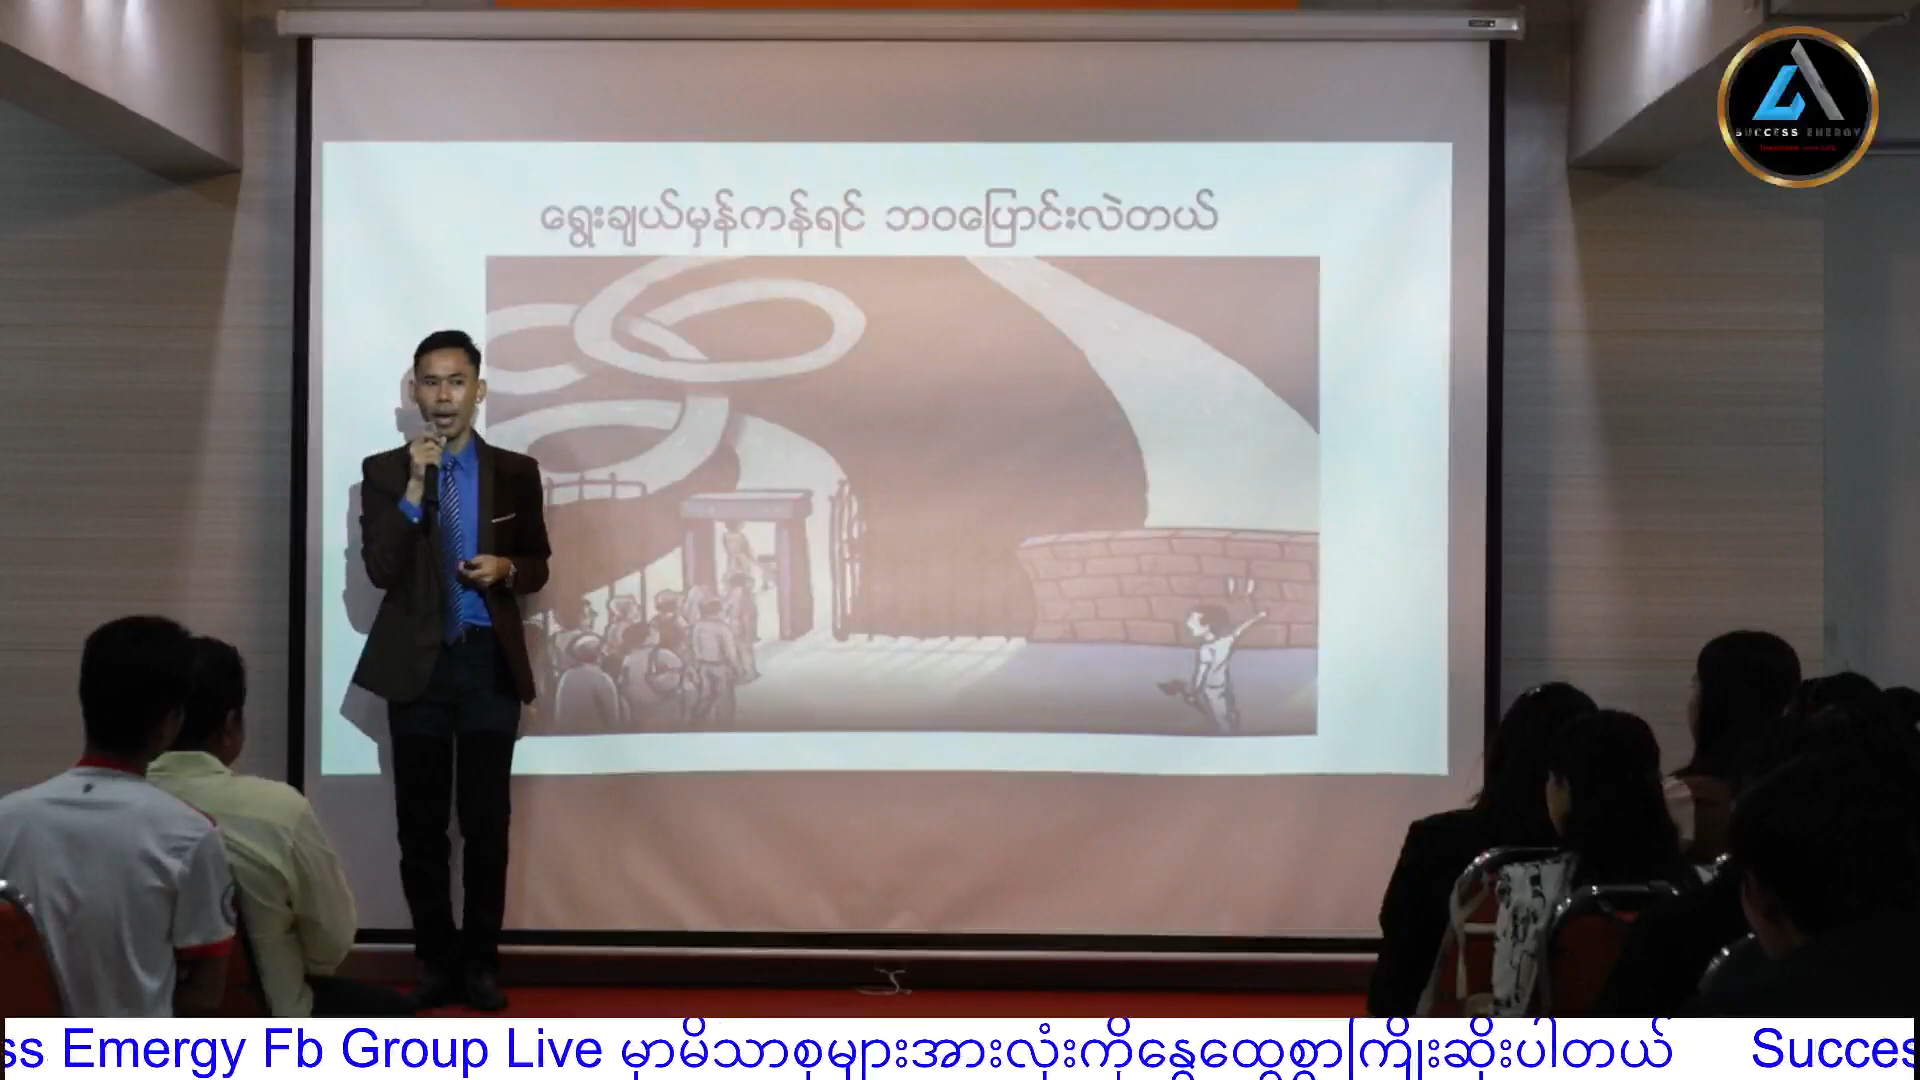 SUCCESS ENERGY
ရွေးချယ်မှန်ကန်ရင် ဘဝပြောင်းလဲတယ်
ss Emergy Fb Group Live မှာမိသာစုများအားလုံးကိုနွေထွေစွာကြိုးဆိုးပါတယ် Succes